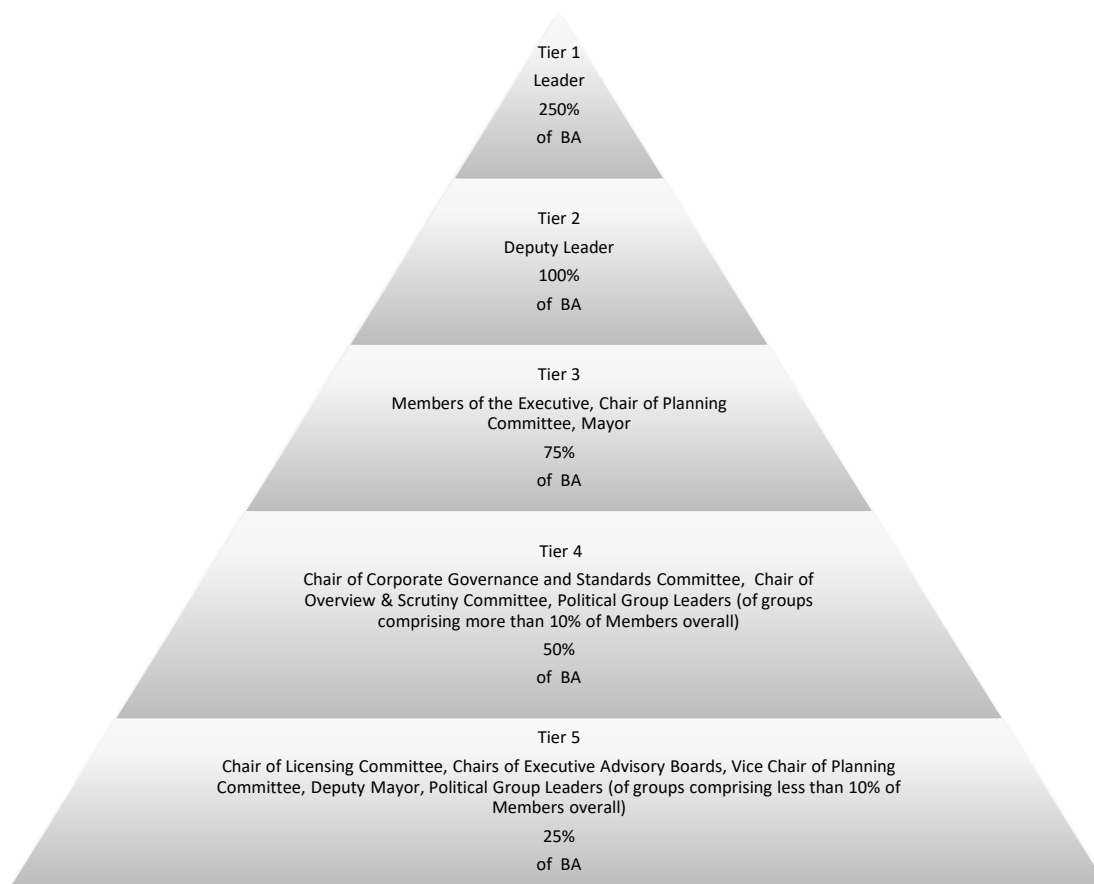 Tier 1
Leader
250%
of BA
Tier 2
Deputy Leader
100%
of BA
Tier 3
Members of the Executive, Chair of Planning
Committee, Mayor
75%
of BA
Tier 4
Chair of Corporate Governance and Standards Committee, Chair of
Overview & Scrutiny Committee, Political Group Leaders (of groups
comprising more than 10% of Members overall)
50%
of BA
Tier 5
Chair of Licensing Committee, Chairs of Executive Advisory Boards, Vice Chair of Planning
Committee, Deputy Mayor, Political Group Leaders (of groups comprising less than 10% of
Members overall)
25%
of BA